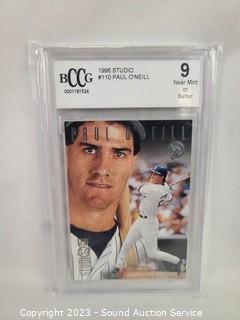 BCCG
0001181534
1996 STUDIO
#110 PAUL O'NEILL
9
Near Mint
or
Better
PAUL O'NEILL
© Copyright 2023 - Sound Auction Service